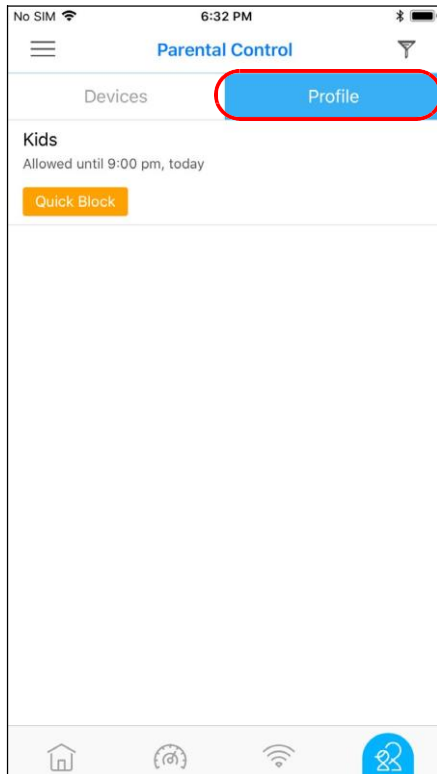 No SIM 6:32 PM
Parental Control
Devices Profile
Kids
Allowed until 9:00 pm, today
Quick Block